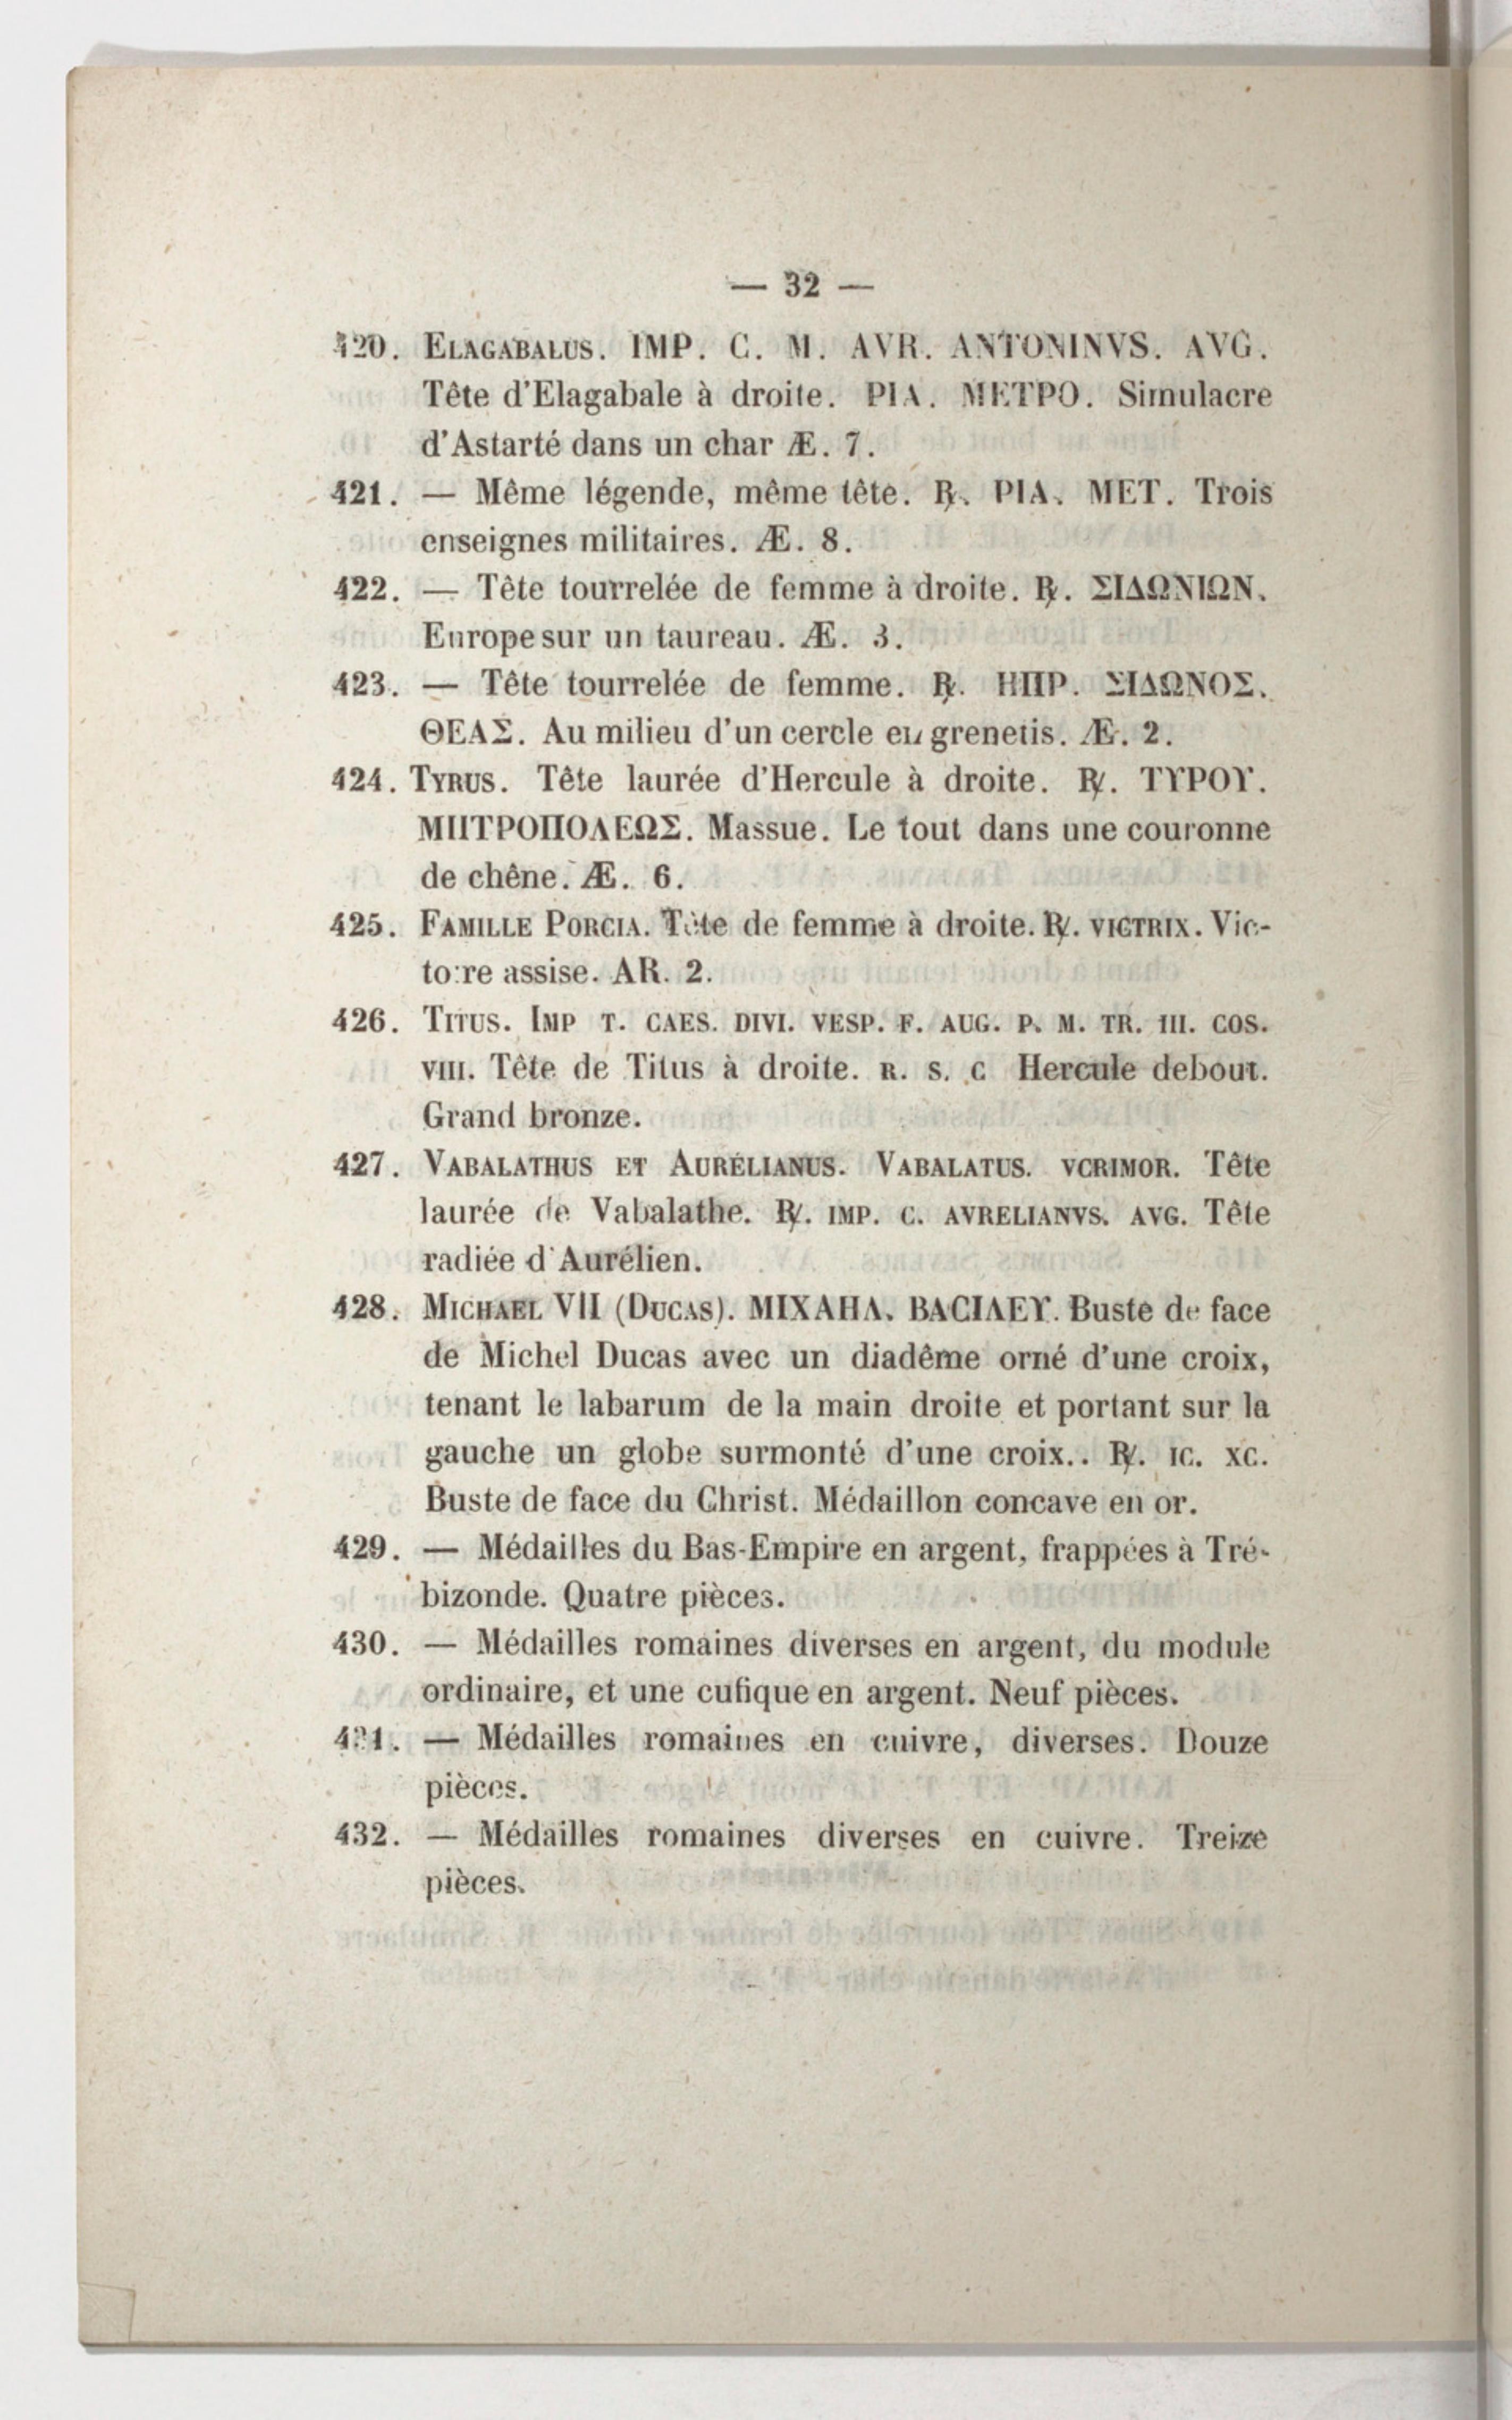 — 32 —
420. ELAGABALUS. IMP. C. M. AVR. ANTONINVS. AVG.
Tête d'Elagabale à droite. PIA. METPO. Simulacre
d'Astarté dans un char Æ. 7.
421. — Même légende, même tête. ℟. PIA. MET. Trois
enseignes militaires. Æ. 8.
422. — Tête tourrelée de femme à droite. ℟. ΣΙΔΩΝΙΩΝ.
Europe sur un taureau. Æ. 3.
423. — Tête tourrelée de femme. ℟. ΗΠΡ. ΣΙΔΩΝΟΣ.
ΘΕΑΣ. Au milieu d'un cercle en grenetis. Æ. 2.
424. TYRUS. Tête laurée d'Hercule à droite. ℟. ΤΥΡΟΥ.
ΜΗΤΡΟΠΟΛΕΩΣ. Massue. Le tout dans une couronne
de chêne. Æ. 6.
425. FAMILLE PORCIA. Tête de femme à droite. ℟. VICTRIX. Vic-
toire assise. AR. 2.
426. TITUS. IMP T. CAES. DIVI. VESP. F. AUG. P. M. TR. III. COS.
VIII. Tête de Titus à droite. R. S. C Hercule debout.
Grand bronze.
427. VABALATHUS ET AURÉLIANUS. VABALATUS. VCRIMOR. Tête
laurée de Vabalathe. ℟. IMP. C. AVRELIANVS. AVG. Tête
radiée d'Aurélien.
428. MICHAEL VII (DUCAS). ΜΙΧΑΗΛ. ΒΑCΙΛΕΥ. Buste de face
de Michel Ducas avec un diadême orné d'une croix,
tenant le labarum de la main droite et portant sur la
gauche un globe surmonté d'une croix.. ℟. IC. XC.
Buste de face du Christ. Médaillon concave en or.
429. — Médailles du Bas-Empire en argent, frappées à Tré-
bizonde. Quatre pièces.
430. — Médailles romaines diverses en argent, du module
ordinaire, et une cufique en argent. Neuf pièces.
431. — Médailles romaines en cuivre, diverses. Douze
pièces.
432. — Médailles romaines diverses en cuivre. Treize
pièces.